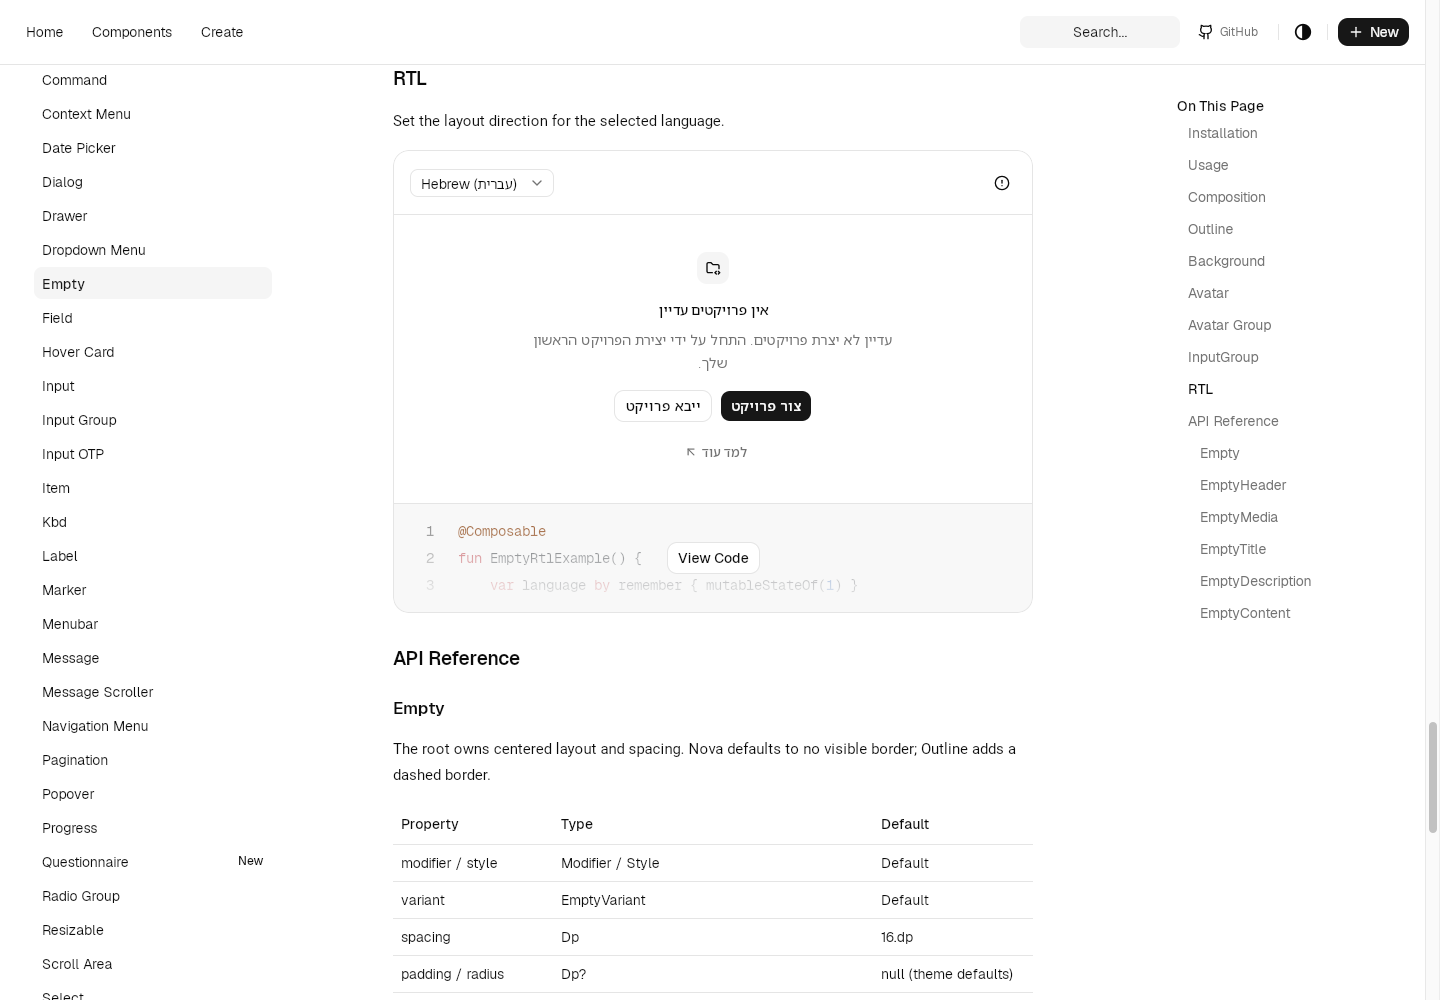 Home
Components
Create
Search...
GitHub
New
Command
Context Menu
Date Picker
Dialog
Drawer
Dropdown Menu
Empty
Field
Hover Card
Input
Input Group
Input OTP
Item
Kbd
Label
Marker
Menubar
Message
Message Scroller
Navigation Menu
Pagination
Popover
Progress
Questionnaire New
Radio Group
Resizable
Scroll Area
Select
RTL
Set the layout direction for the selected language.
Hebrew (עברית)
אין פרויקטים עדיין
עדיין לא יצרת פרויקטים. התחל על ידי יצירת הפרויקט הראשון
שלך.
צור פרויקט
ייבא פרויקט
למד עוד
1 @Composable
2 fun EmptyRtlExample() {
View Code
3 var language by remember { mutableStateOf(1) }
API Reference
Empty
The root owns centered layout and spacing. Nova defaults to no visible border; Outline adds a
dashed border.
Property Type Default
modifier / style Modifier / Style Default
variant EmptyVariant Default
spacing Dp 16.dp
padding / radius Dp? null (theme defaults)
On This Page
Installation
Usage
Composition
Outline
Background
Avatar
Avatar Group
InputGroup
RTL
API Reference
Empty
EmptyHeader
EmptyMedia
EmptyTitle
EmptyDescription
EmptyContent